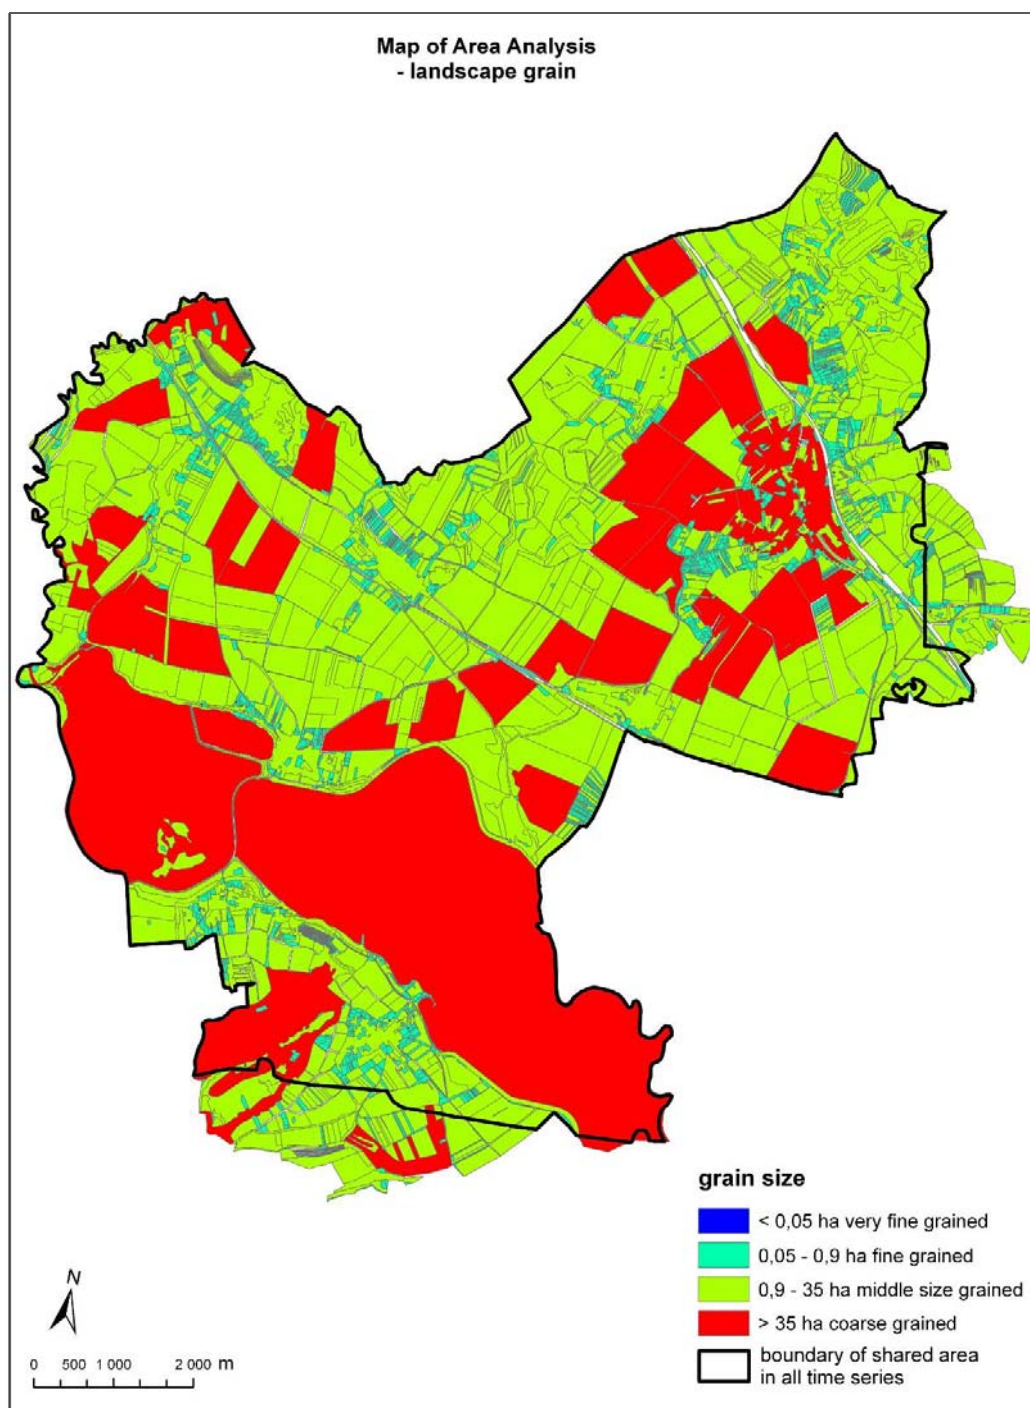 Map of Area Analysis
- landscape grain
grain size
< 0,05 ha very fine grained
0,05 - 0,9 ha fine grained
0,9 - 35 ha middle size grained
> 35 ha coarse grained
boundary of shared area
in all time series
N
0 500 1 000 2 000 m